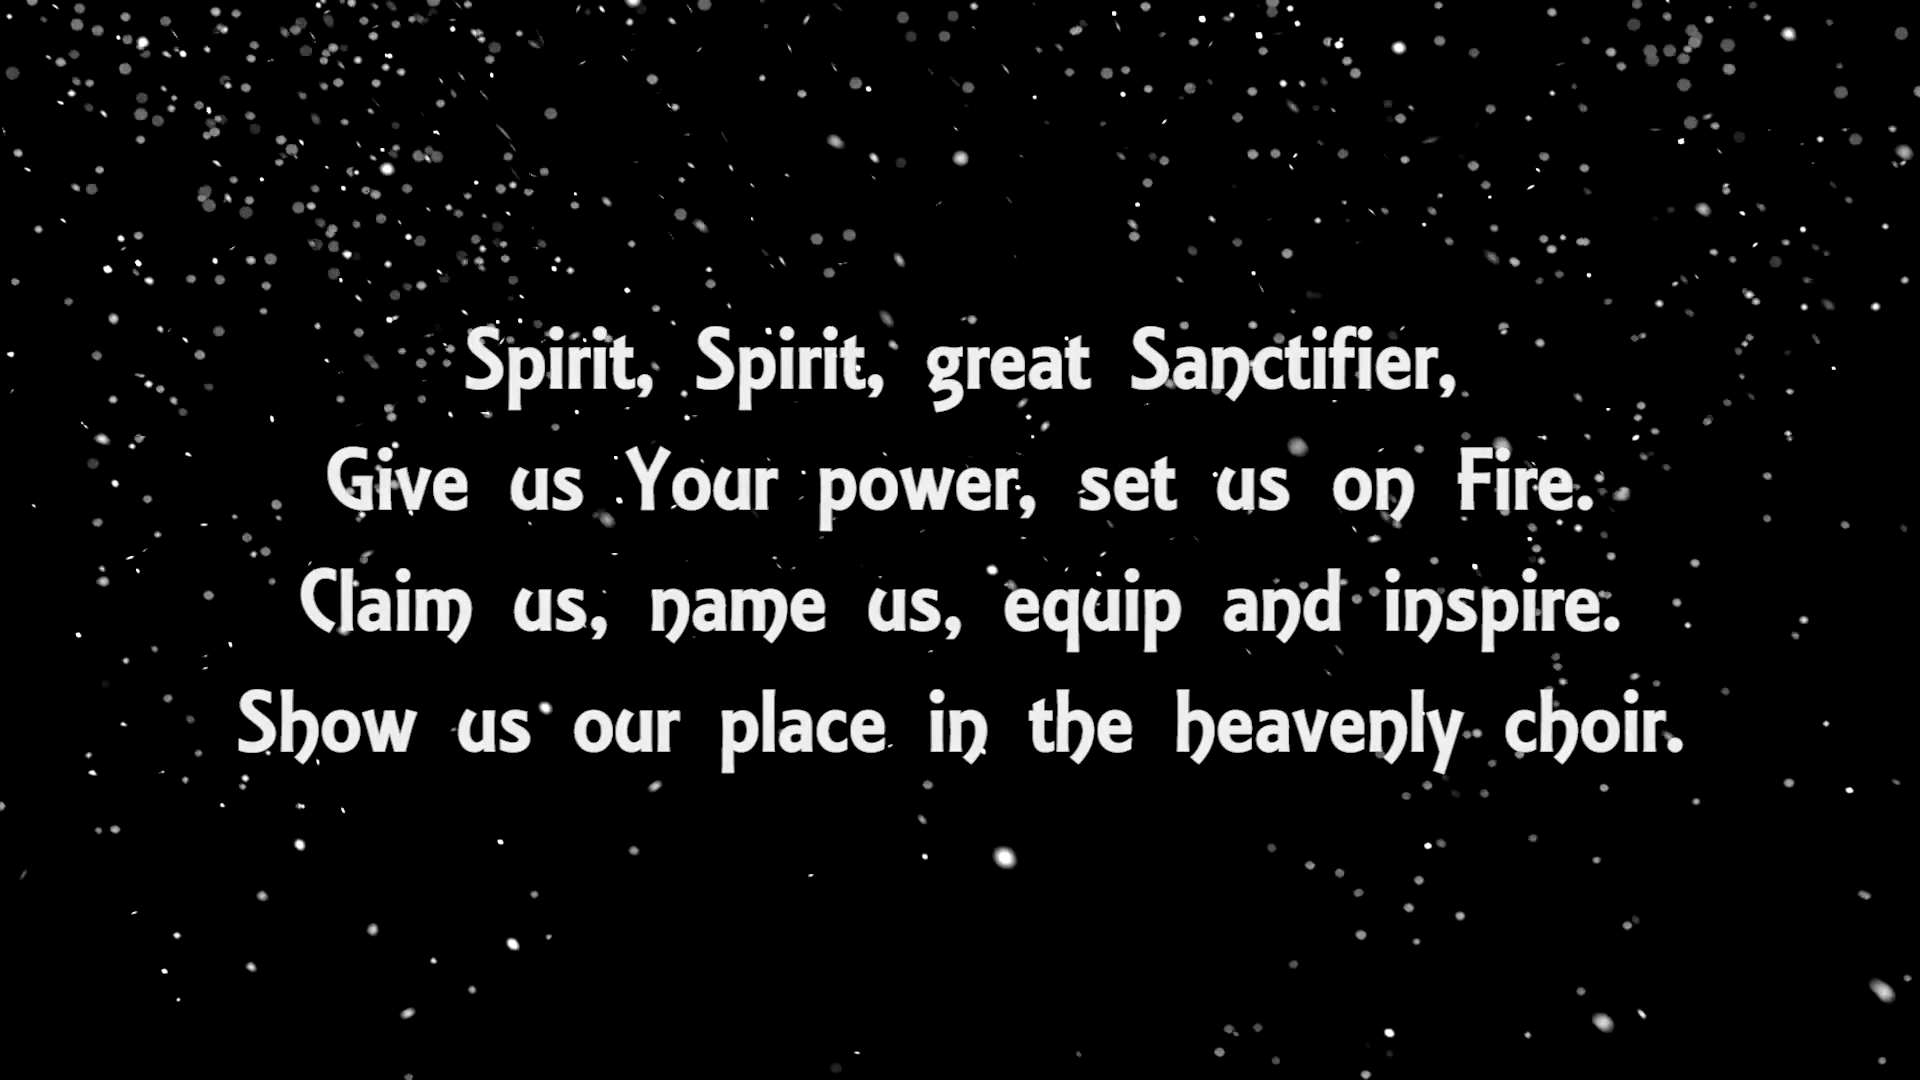 Spirit, Spirit, great Sanctifier,
Give us Your power, set us on Fire.
Claim us, name us, equip and inspire.
Show us our place in the heavenly choir.